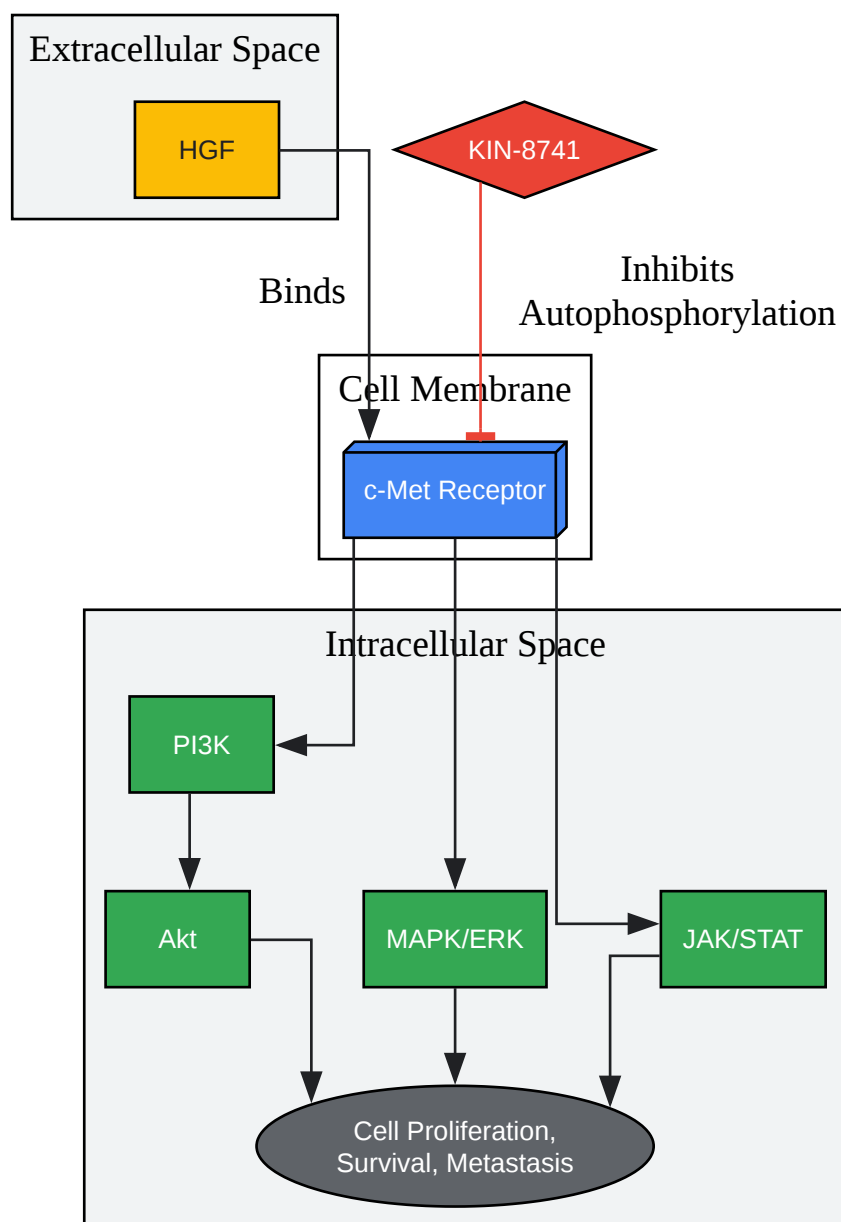 Extracellular Space
HGF
KIN-8741
Binds
Inhibits
Autophosphorylation
Cell Membrane
c-Met Receptor
Intracellular Space
PI3K
Akt
MAPK/ERK
JAK/STAT
Cell Proliferation,
Survival, Metastasis